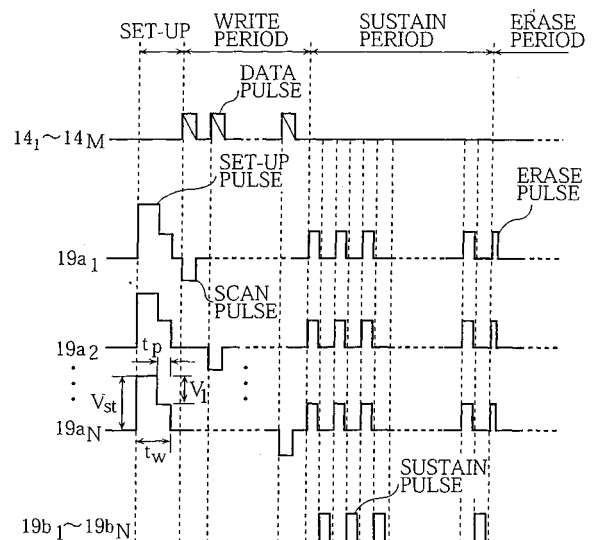 SET-UP
WRITE PERIOD
SUSTAIN PERIOD
ERASE PERIOD
DATA PULSE
14₁~14M
SET-UP PULSE
ERASE PULSE
19a₁
SCAN PULSE
19a₂
tp
V₁
Vst
19aN
tw
SUSTAIN PULSE
19b₁~19bN